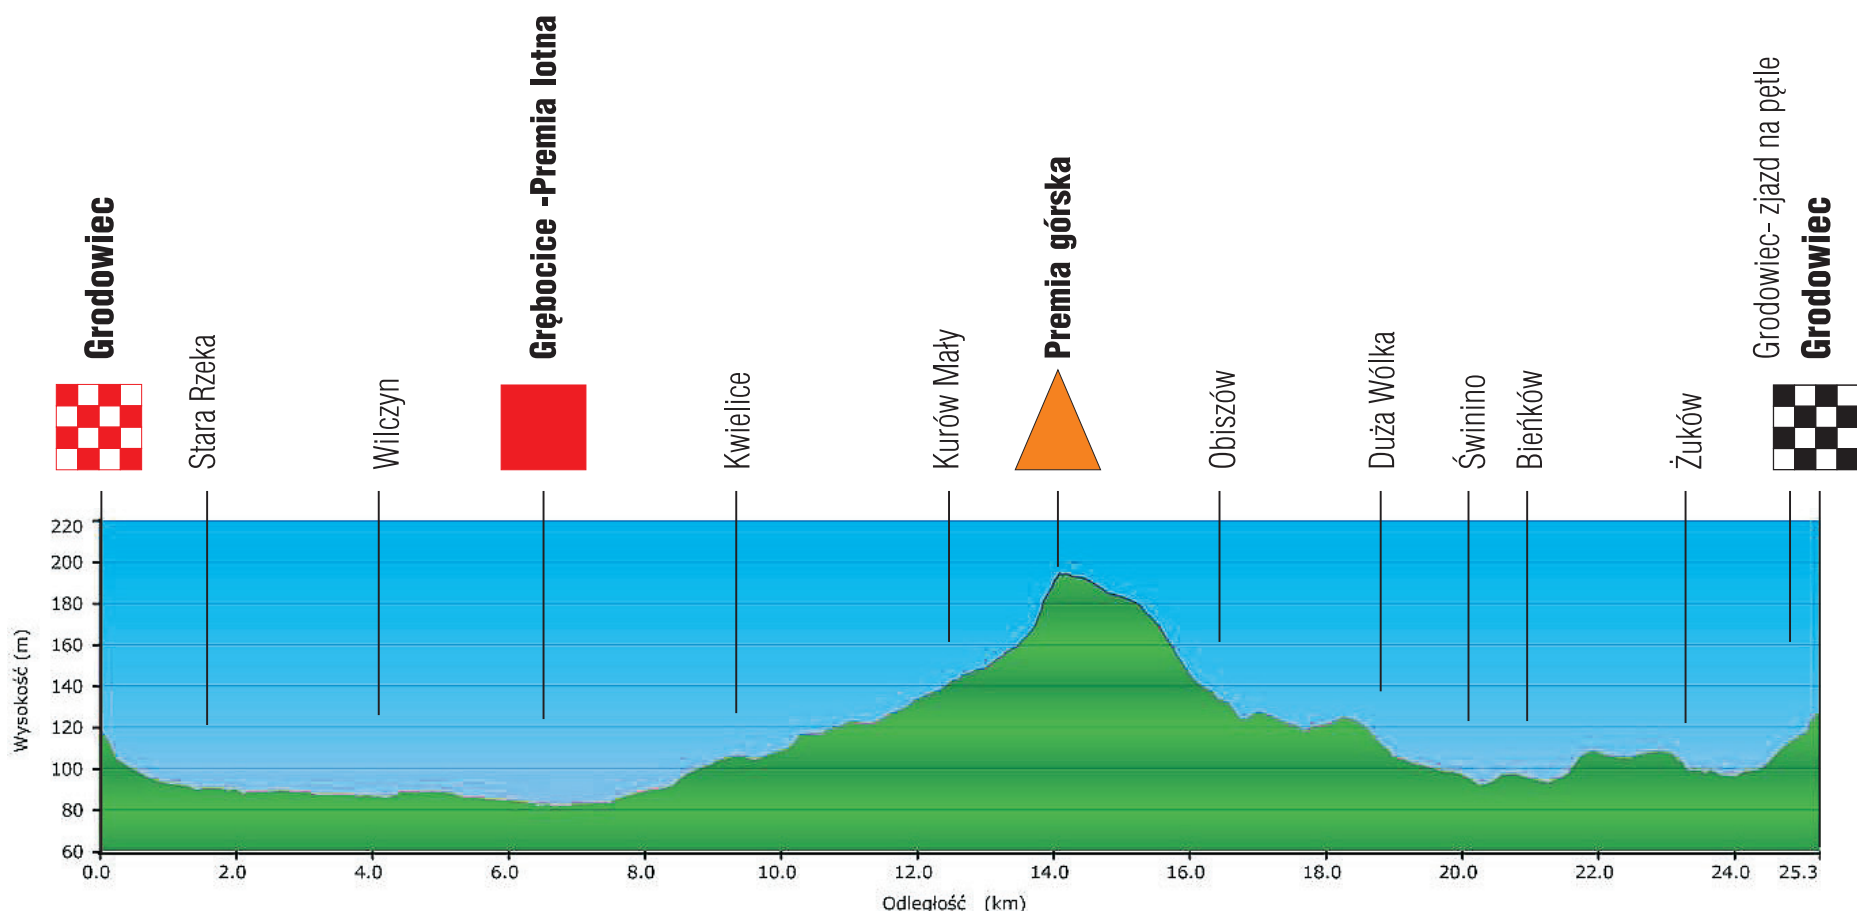 Grodowiec
Stara Rzeka
Wilczyn
Grębocice -Premia lotna
Kwielice
Kurów Mały
Premia górska
Obiszów
Duża Wólka
Świnino
Bieńków
Żuków
Grodowiec- zjazd na pętle
Grodowiec
220
200
180
160
140
120
100
80
60
Wysokość (m)
0.0 2.0 4.0 6.0 8.0 10.0 12.0 14.0 16.0 18.0 20.0 22.0 24.0 25.3
Odległość (km)